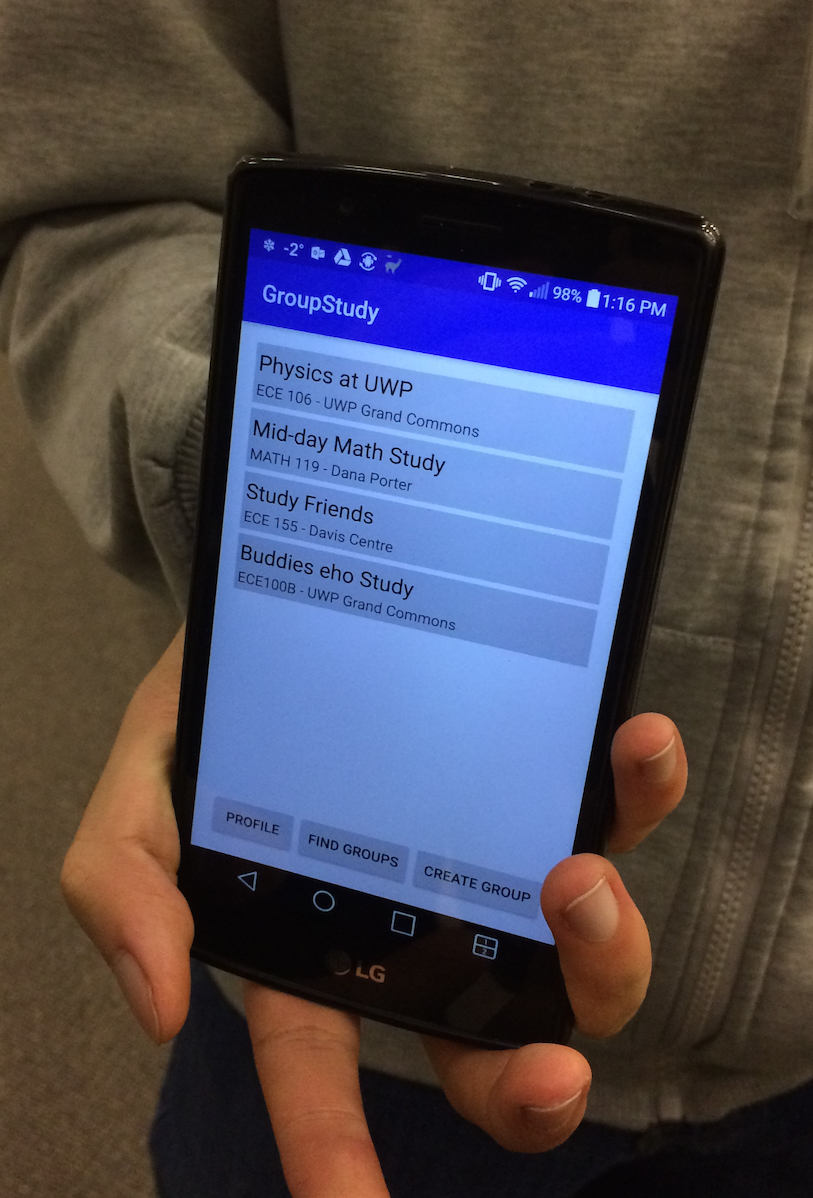 -2° 98% 1:16 PM
GroupStudy
Physics at UWP
ECE 106 - UWP Grand Commons
Mid-day Math Study
MATH 119 - Dana Porter
Study Friends
ECE 155 - Davis Centre
Buddies eho Study
ECE100B - UWP Grand Commons
PROFILE FIND GROUPS CREATE GROUP
LG